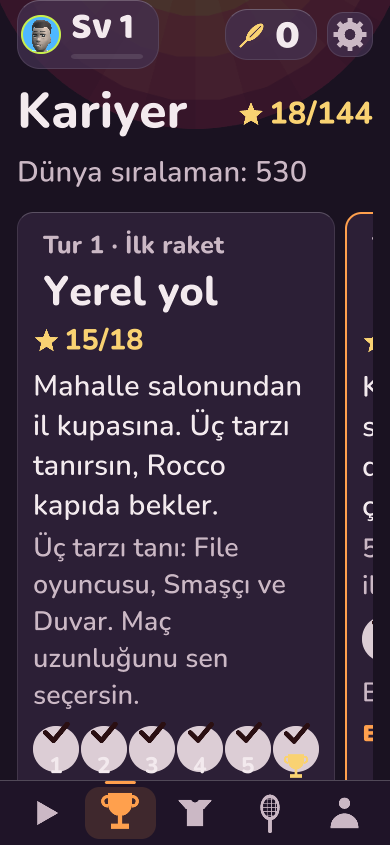 Sv 1
0
Kariyer
18/144
Dünya sıralaman: 530
Tur 1 · İlk raket
Yerel yol
15/18
Mahalle salonundan
il kupasına. Üç tarzı
tanırsın, Rocco
kapıda bekler.
Üç tarzı tanı: File
oyuncusu, Smaşçı ve
Duvar. Maç
uzunluğunu sen
seçersin.
1 2 3 4 5